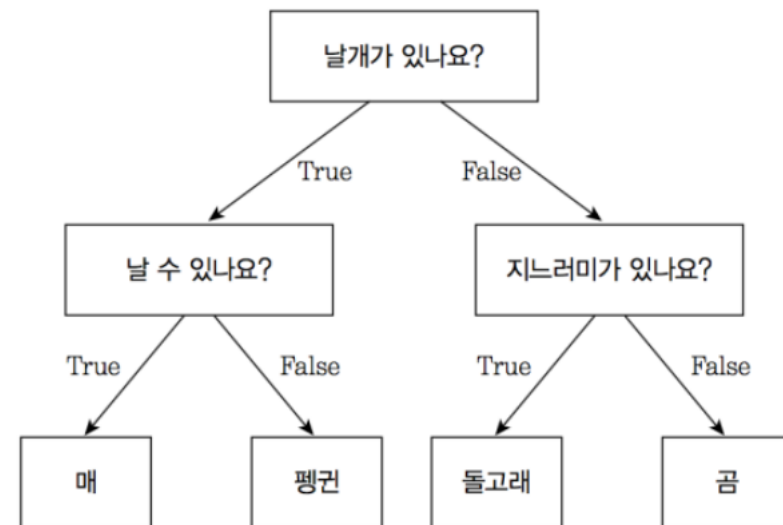 날개가 있나요?
True
False
날 수 있나요?
지느러미가 있나요?
True
False
True
False
매
펭귄
돌고래
곰